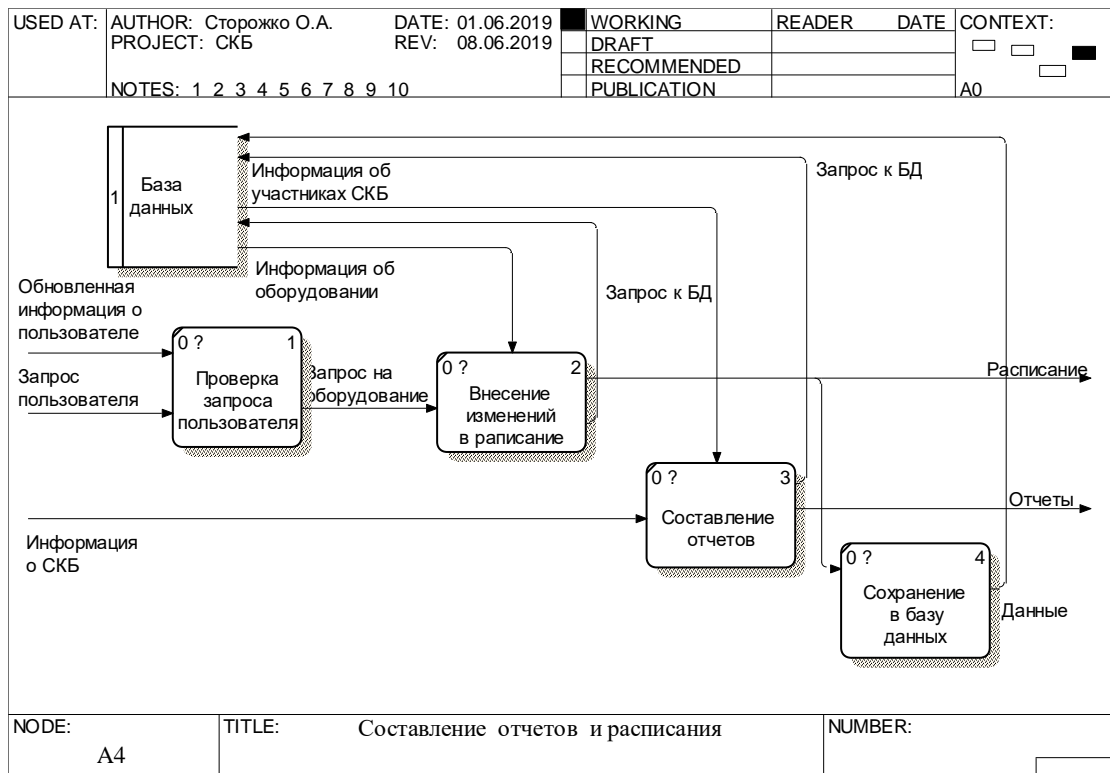 USED AT:
AUTHOR: Сторожко О.А.
DATE: 01.06.2019
PROJECT: СКБ
REV: 08.06.2019
NOTES: 1 2 3 4 5 6 7 8 9 10
WORKING
DRAFT
RECOMMENDED
PUBLICATION
READER
DATE
CONTEXT:
A0
1
База
данных
Информация об
участниках СКБ
Запрос к БД
Информация об
оборудовании
Запрос к БД
Обновленная
информация о
пользователе
Запрос
пользователя
0 ?
1
Проверка
запроса
пользователя
Запрос на
оборудование
0 ?
2
Внесение
изменений
в раписание
Расписание
0 ?
3
Составление
отчетов
Отчеты
Информация
о СКБ
0 ?
4
Сохранение
в базу
данных
Данные
NODE:
A4
TITLE:
Составление отчетов и расписания
NUMBER: